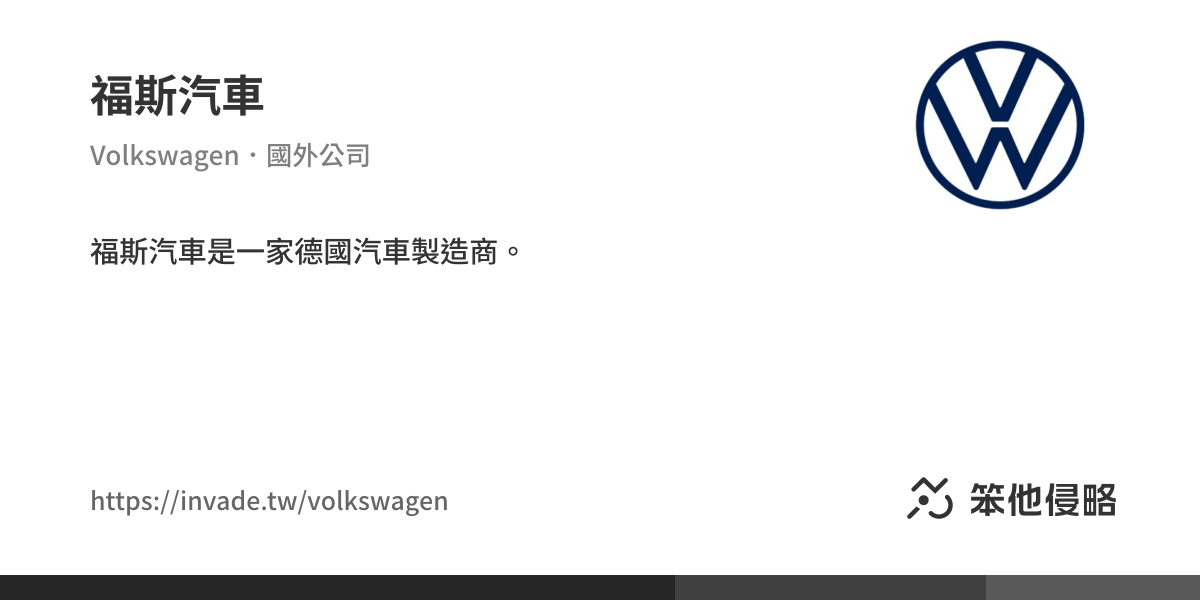 福斯汽車
Volkswagen・國外公司
福斯汽車是一家德國汽車製造商。
https://invade.tw/volkswagen
笨他侵略